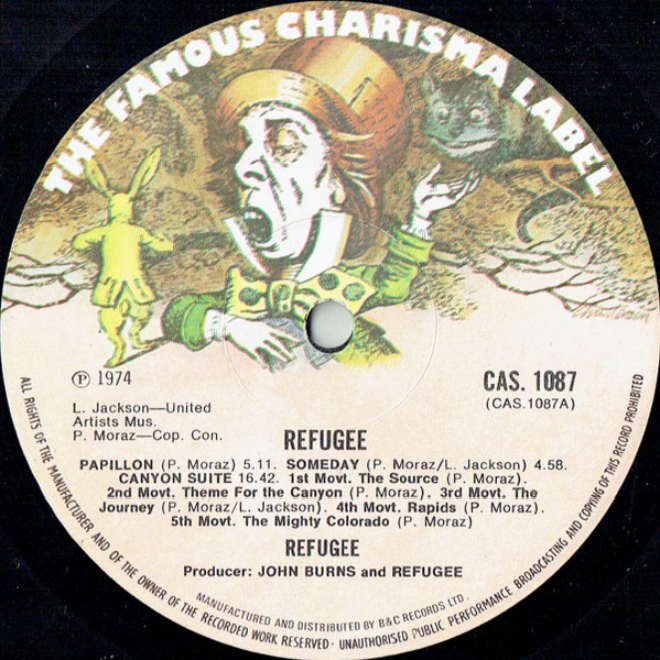 THE FAMOUS CHARISMA LABEL
℗ 1974
CAS. 1087
(CAS.1087A)
L. Jackson—United
Artists Mus.
P. Moraz—Cop. Con.
REFUGEE
PAPILLON (P. Moraz) 5.11. SOMEDAY (P. Moraz/L. Jackson) 4.58.
CANYON SUITE 16.42. 1st Movt. The Source (P. Moraz).
2nd Movt. Theme For the Canyon (P. Moraz). 3rd Movt. The
Journey (P. Moraz/L. Jackson). 4th Movt. Rapids (P. Moraz).
5th Movt. The Mighty Colorado (P. Moraz)
REFUGEE
Producer: JOHN BURNS and REFUGEE
MANUFACTURED AND DISTRIBUTED BY B&C RECORDS LTD.
ALL RIGHTS OF THE MANUFACTURER AND OF THE OWNER OF THE RECORDED WORK RESERVED · UNAUTHORISED PUBLIC PERFORMANCE BROADCASTING AND COPYING OF THIS RECORD PROHIBITED